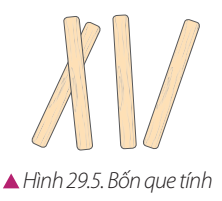 ▲ Hình 29.5. Bốn que tính